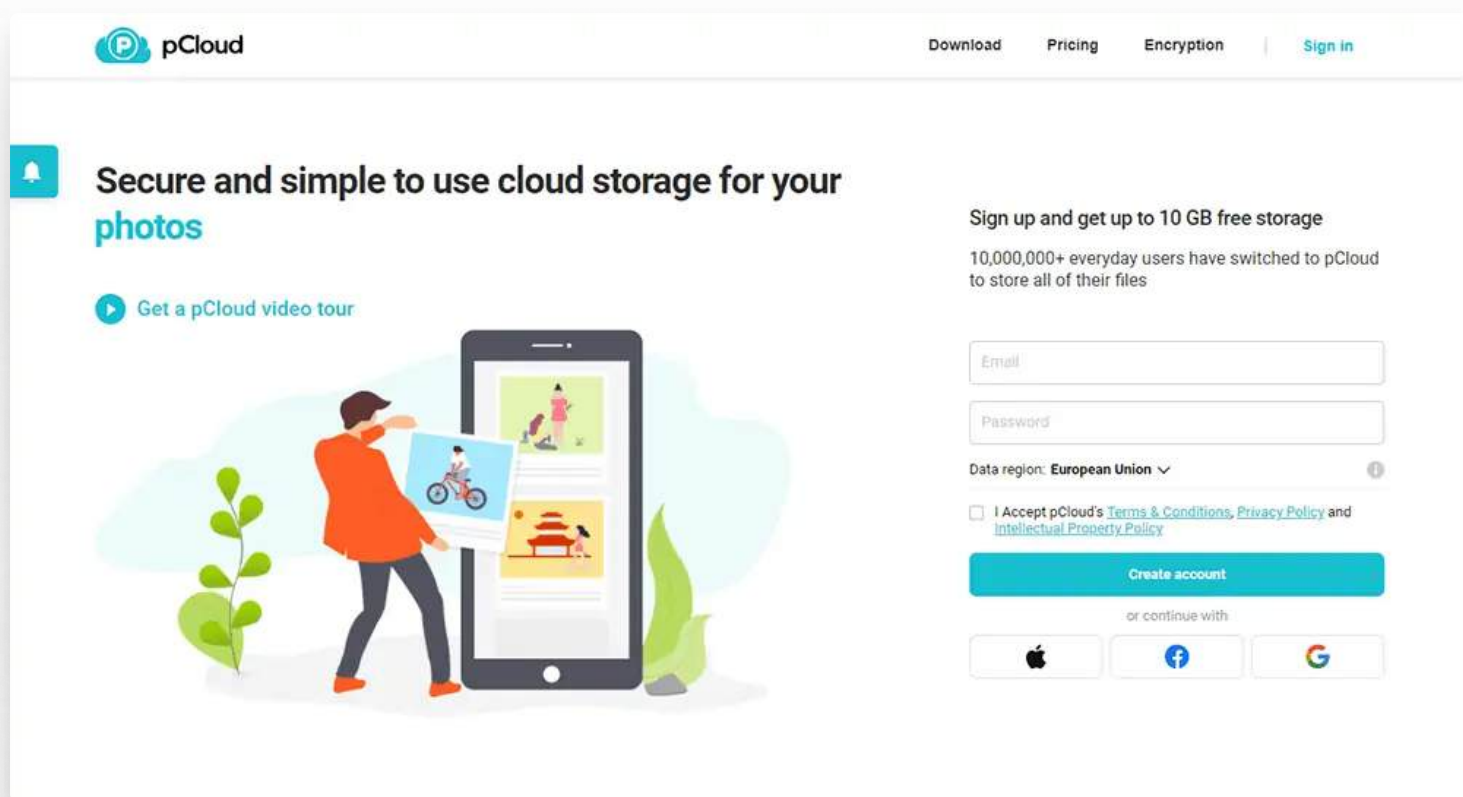 pCloud
Download Pricing Encryption Sign in
Secure and simple to use cloud storage for your
photos
Get a pCloud video tour
Sign up and get up to 10 GB free storage
10,000,000+ everyday users have switched to pCloud
to store all of their files
Email
Password
Data region: European Union
I Accept pCloud's Terms & Conditions, Privacy Policy and
Intellectual Property Policy
Create account
or continue with